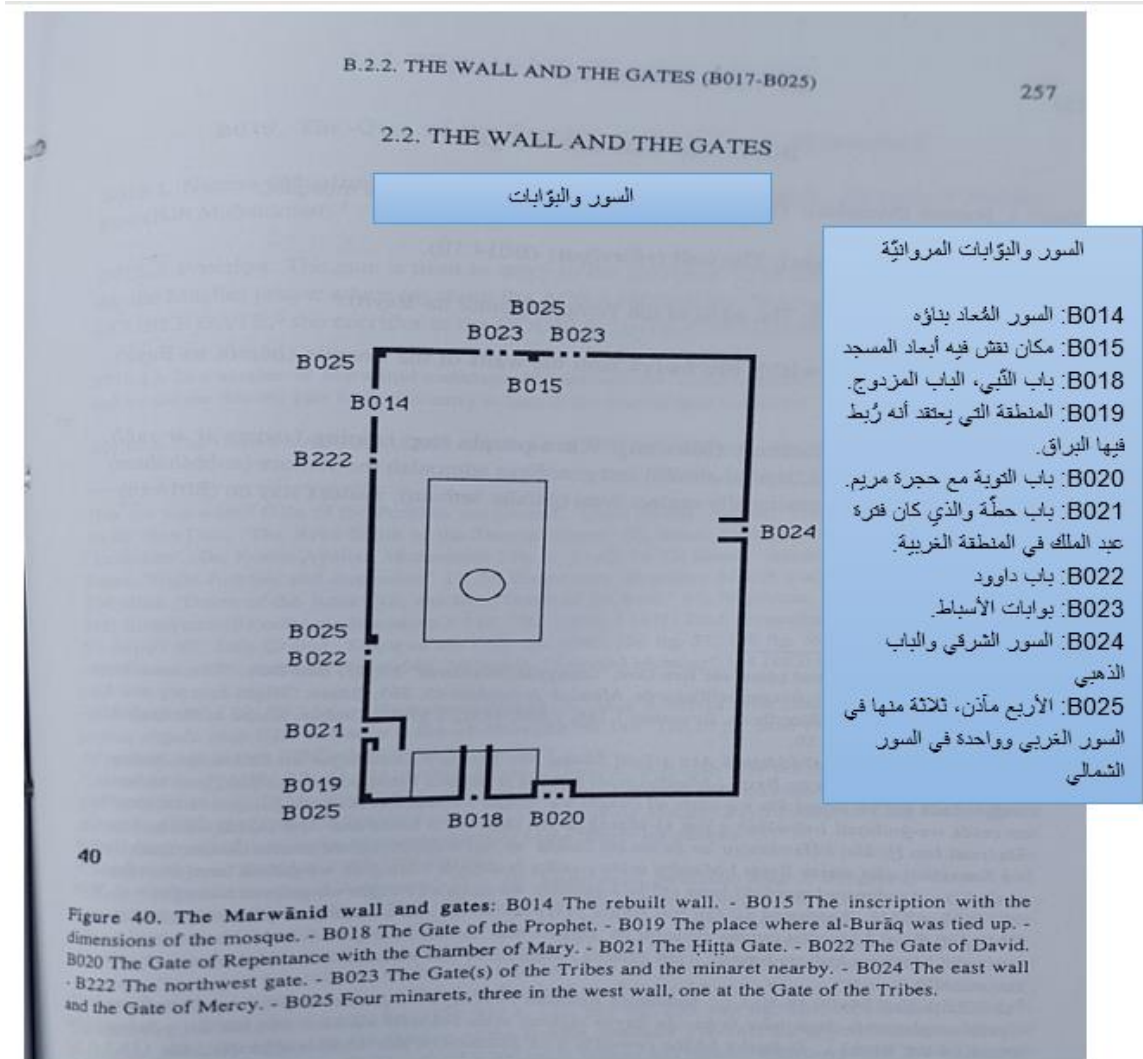 B.2.2. THE WALL AND THE GATES (B017-B025)
257
2.2. THE WALL AND THE GATES
السور والبوّابات
السور والبوّابات المروانيّة
B014: السور المُعاد بناؤه
B015: مكان نقش فيه أبعاد المسجد
B018: باب النّبي، الباب المزدوج.
B019: المنطقة التي يعتقد أنه رُبط
فيها البراق.
B020: باب التوبة مع حجرة مريم.
B021: باب حطّة والذي كان فترة
عبد الملك في المنطقة الغربية.
B022: باب داوود
B023: بوابات الأسباط.
B024: السور الشرقي والباب
الذهبي
B025: الأربع مآذن، ثلاثة منها في
السور الغربي وواحدة في السور
الشمالي
B025
B023 B023
B025
B015
B014
B222
B024
B025
B022
B021
B019
B025
B018 B020
40
Figure 40. The Marwānid wall and gates: B014 The rebuilt wall. - B015 The inscription with the
dimensions of the mosque. - B018 The Gate of the Prophet. - B019 The place where al-Burāq was tied up. -
B020 The Gate of Repentance with the Chamber of Mary. - B021 The Ḥiṭṭa Gate. - B022 The Gate of David.
- B222 The northwest gate. - B023 The Gate(s) of the Tribes and the minaret nearby. - B024 The east wall
and the Gate of Mercy. - B025 Four minarets, three in the west wall, one at the Gate of the Tribes.